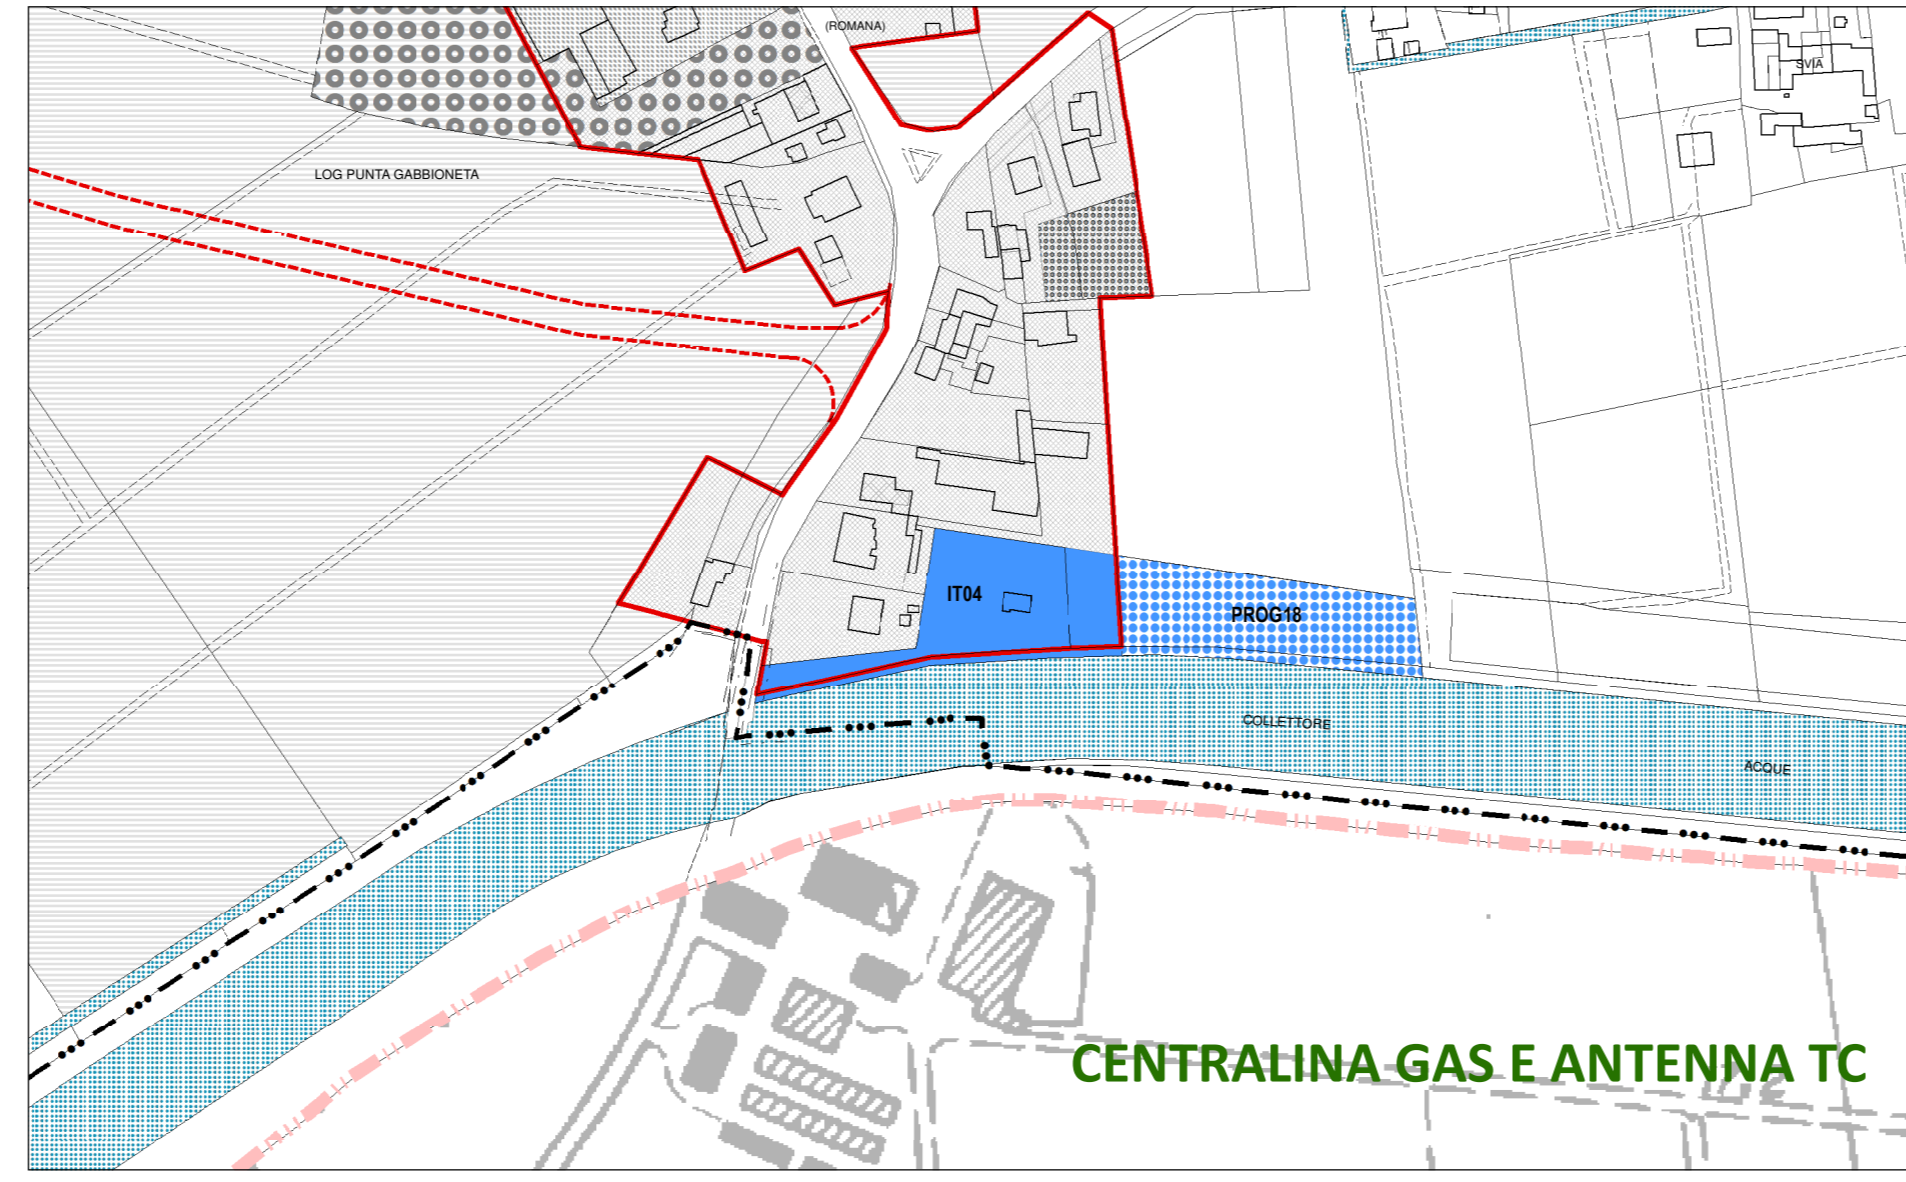 (ROMANA)
SVIA
LOG PUNTA GABBIONETA
IT04
PROG18
COLLETTORE
ACQUE
CENTRALINA GAS E ANTENNA TC